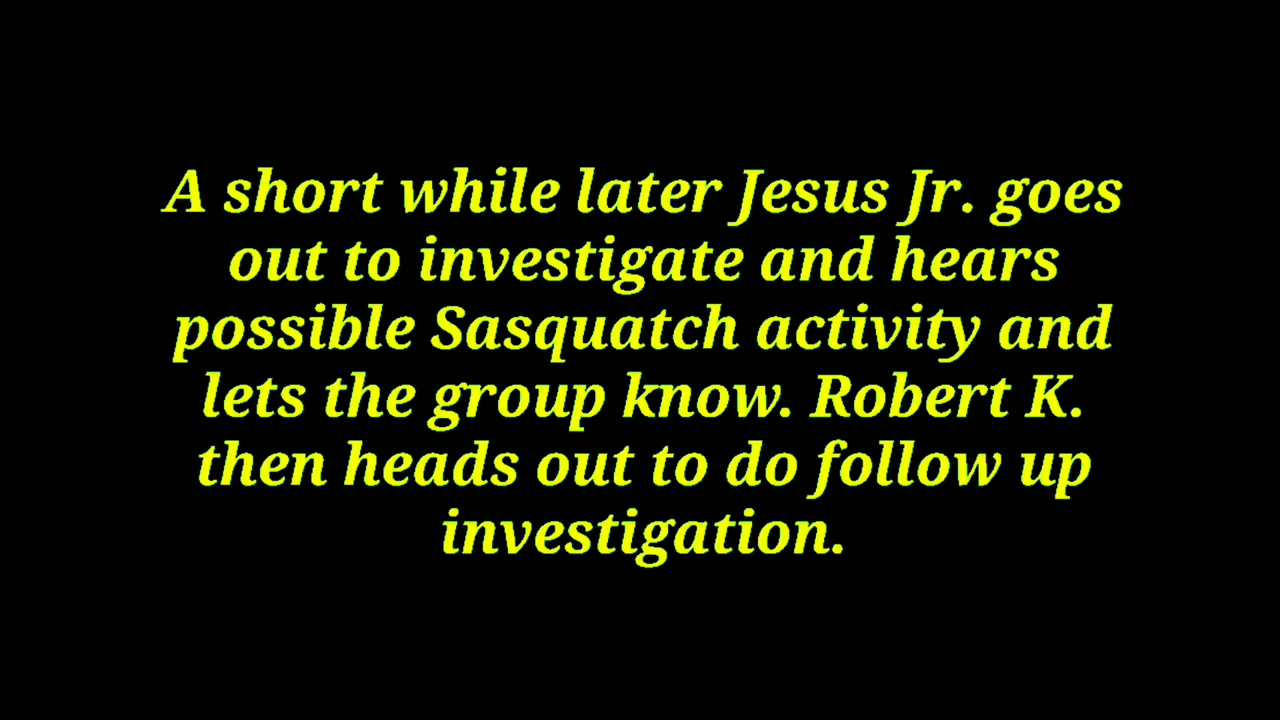 A short while later Jesus Jr. goes
out to investigate and hears
possible Sasquatch activity and
lets the group know. Robert K.
then heads out to do follow up
investigation.